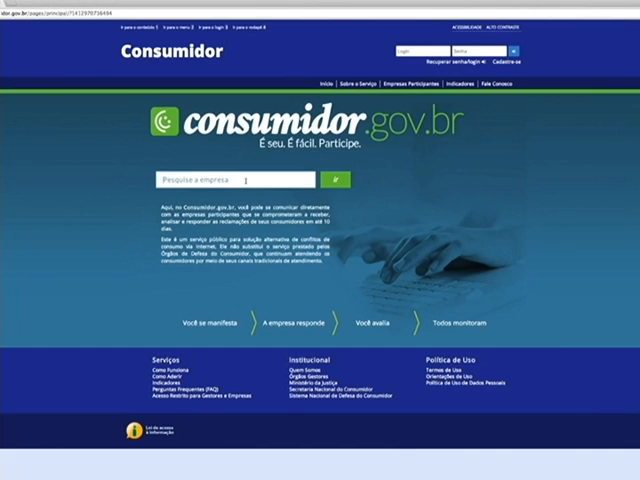 idor.gov.br/pages/principal/?1412970736494
Ir para o conteúdo 1 Ir para o menu 2 Ir para o login 3 Ir para o rodapé 4
ACESSIBILIDADE ALTO CONTRASTE
Consumidor
Login Senha
Recuperar senha/login Cadastre-se
Início Sobre o Serviço Empresas Participantes Indicadores Fale Conosco
consumidor.gov.br
É seu. É fácil. Participe.
Pesquise a empresa Ir
Aqui, no Consumidor.gov.br, você pode se comunicar diretamente
com as empresas participantes que se comprometeram a receber,
analisar e responder as reclamações de seus consumidores em até 10
dias.
Este é um serviço público para solução alternativa de conflitos de
consumo via internet. Ele não substitui o serviço prestado pelos
Órgãos de Defesa do Consumidor, que continuam atendendo os
consumidores por meio de seus canais tradicionais de atendimento.
Você se manifesta A empresa responde Você avalia Todos monitoram
Serviços
Como Funciona
Como Aderir
Indicadores
Perguntas Frequentes (FAQ)
Acesso Restrito para Gestores e Empresas
Institucional
Quem Somos
Órgãos Gestores
Ministério da Justiça
Secretaria Nacional do Consumidor
Sistema Nacional de Defesa do Consumidor
Política de Uso
Termos de Uso
Orientações de Uso
Política de Uso de Dados Pessoais
Lei de acesso
à informação